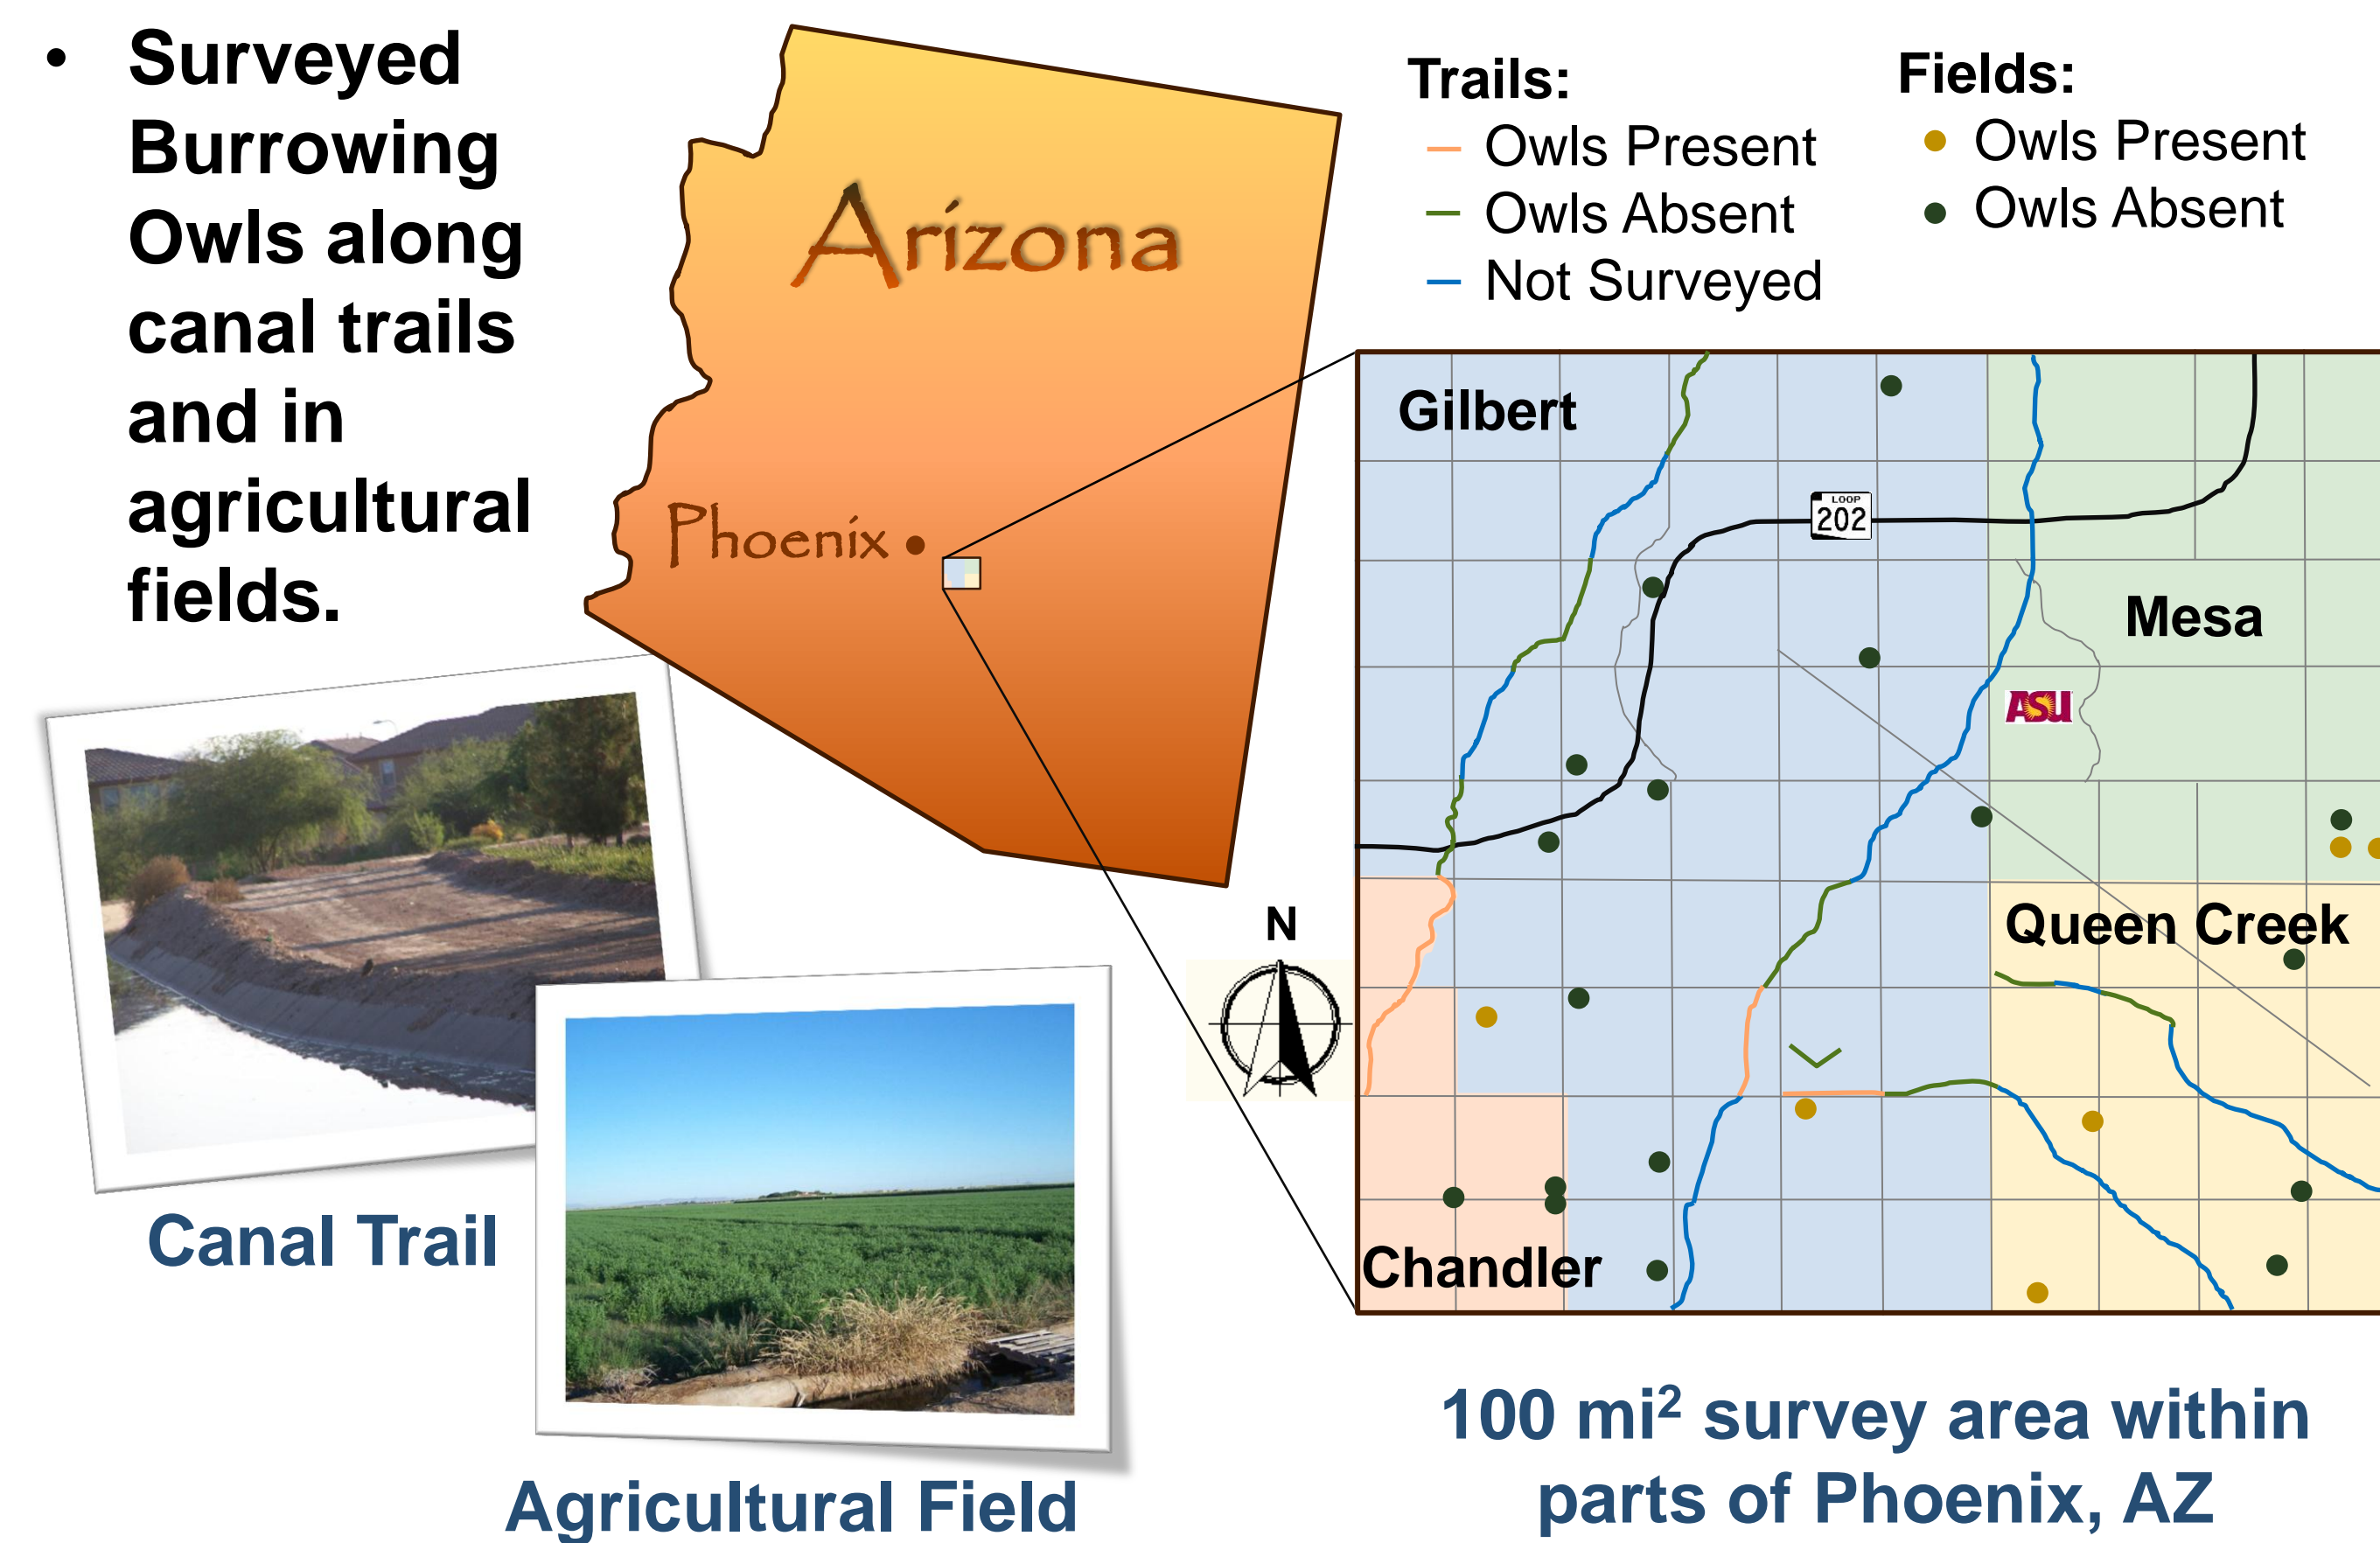 • Surveyed
Burrowing
Owls along
canal trails
and in
agricultural
fields.
Arizona
Phoenix
Trails:
Owls Present
Owls Absent
Not Surveyed
Fields:
Owls Present
Owls Absent
Gilbert
LOOP
202
Mesa
ASU
Queen Creek
Chandler
N
Canal Trail
Agricultural Field
100 mi² survey area within
parts of Phoenix, AZ